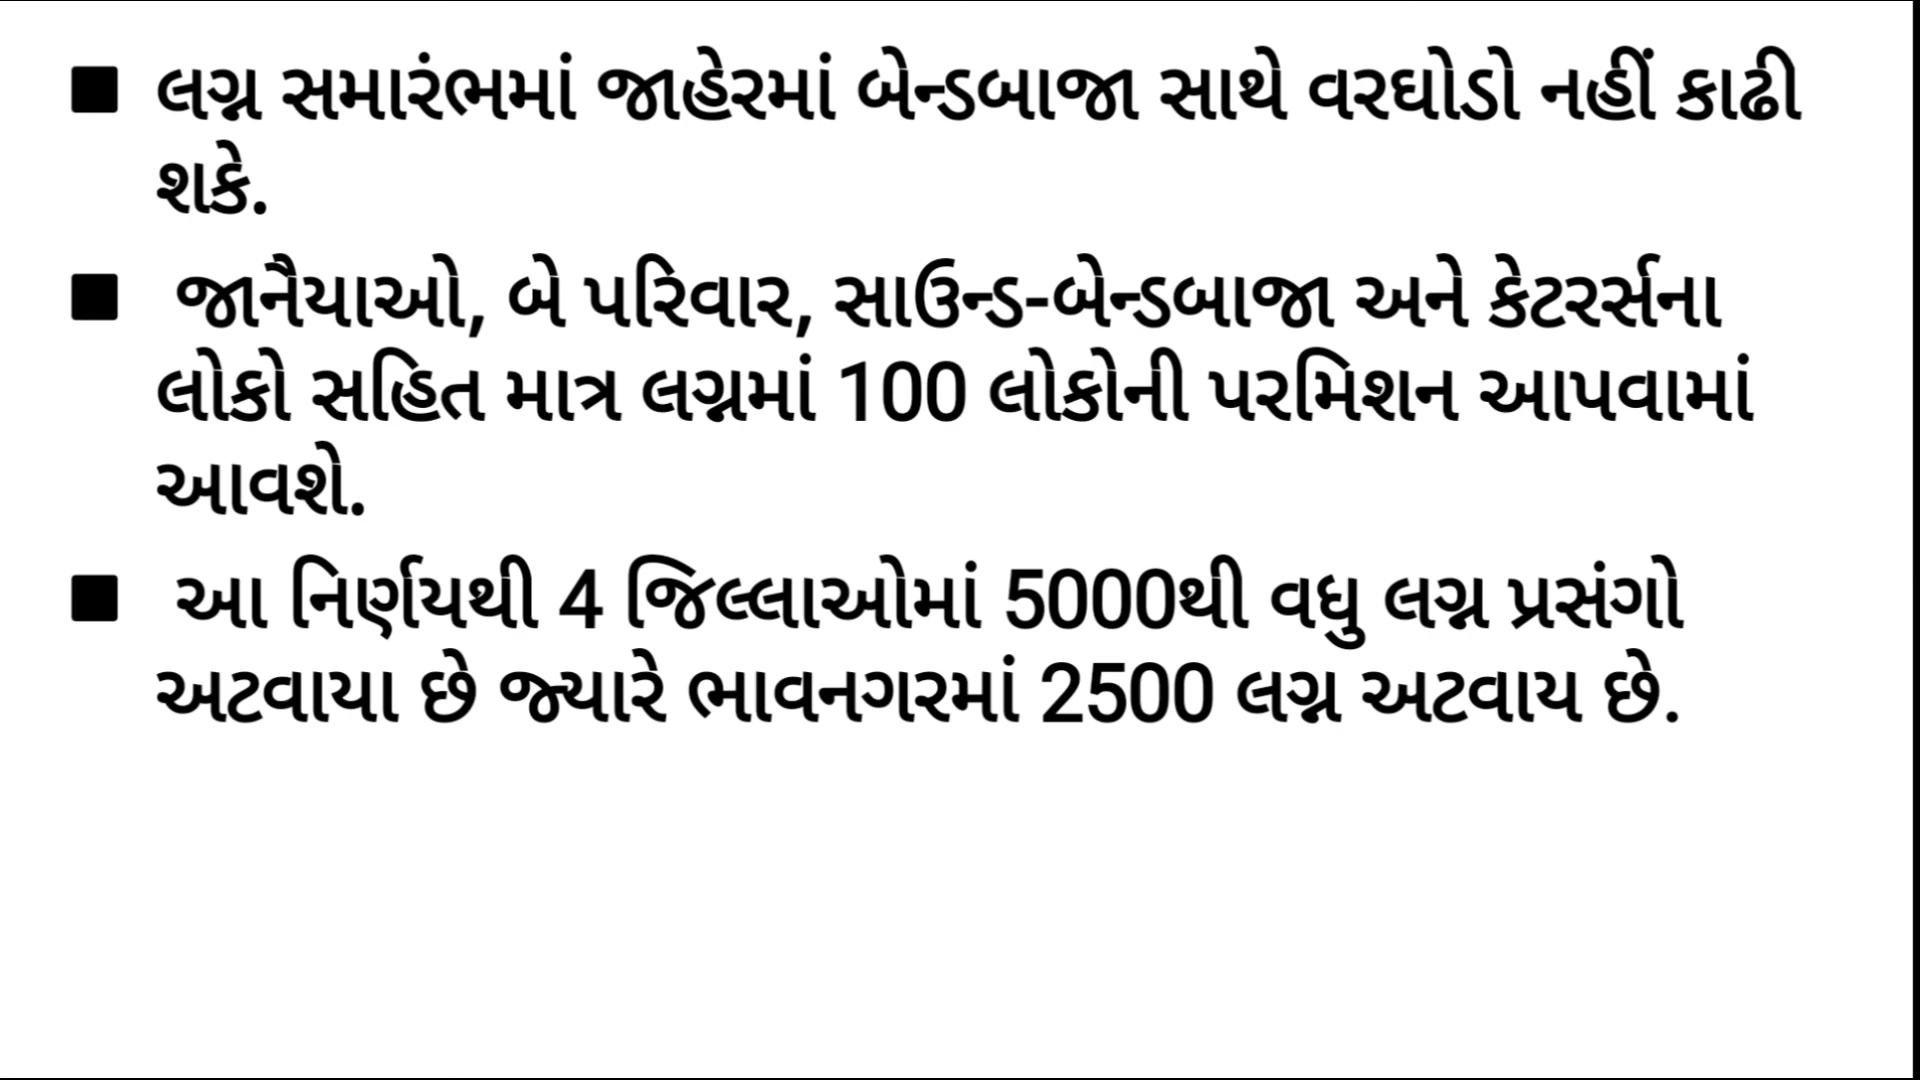 ■ લગ્ન સમારંભમાં જાહેરમાં બેન્ડબાજા સાથે વરઘોડો નહીં કાઢી
શકે.
■ જાનૈયાઓ, બે પરિવાર, સાઉન્ડ-બેન્ડબાજા અને કેટરર્સના
લોકો સહિત માત્ર લગ્નમાં 100 લોકોની પરમિશન આપવામાં
આવશે.
■ આ નિર્ણયથી 4 જિલ્લાઓમાં 5000થી વધુ લગ્ન પ્રસંગો
અટવાયા છે જ્યારે ભાવનગરમાં 2500 લગ્ન અટવાય છે.